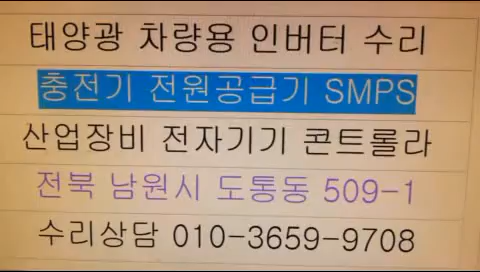 태양광 차량용 인버터 수리
충전기 전원공급기 SMPS
산업장비 전자기기 콘트롤라
전북 남원시 도통동 509-1
수리상담 010-3659-9708